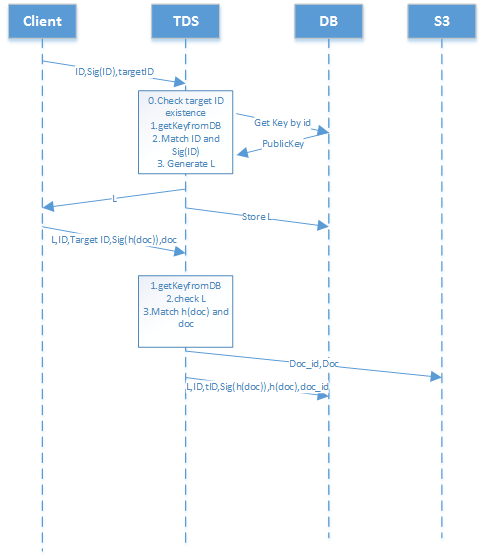 Client
TDS
DB
S3
ID,Sig(ID),targetID
0.Check target ID
existence
1.getKeyfromDB
2.Match ID and
Sig(ID)
3. Generate L
Get Key by id
PublicKey
L
Store L
L,ID,Target ID,Sig(h(doc)),doc
1.getKeyfromDB
2.check L
3.Match h(doc) and
doc
Doc_id,Doc
L,ID,tID,Sig(h(doc)),h(doc),doc_id